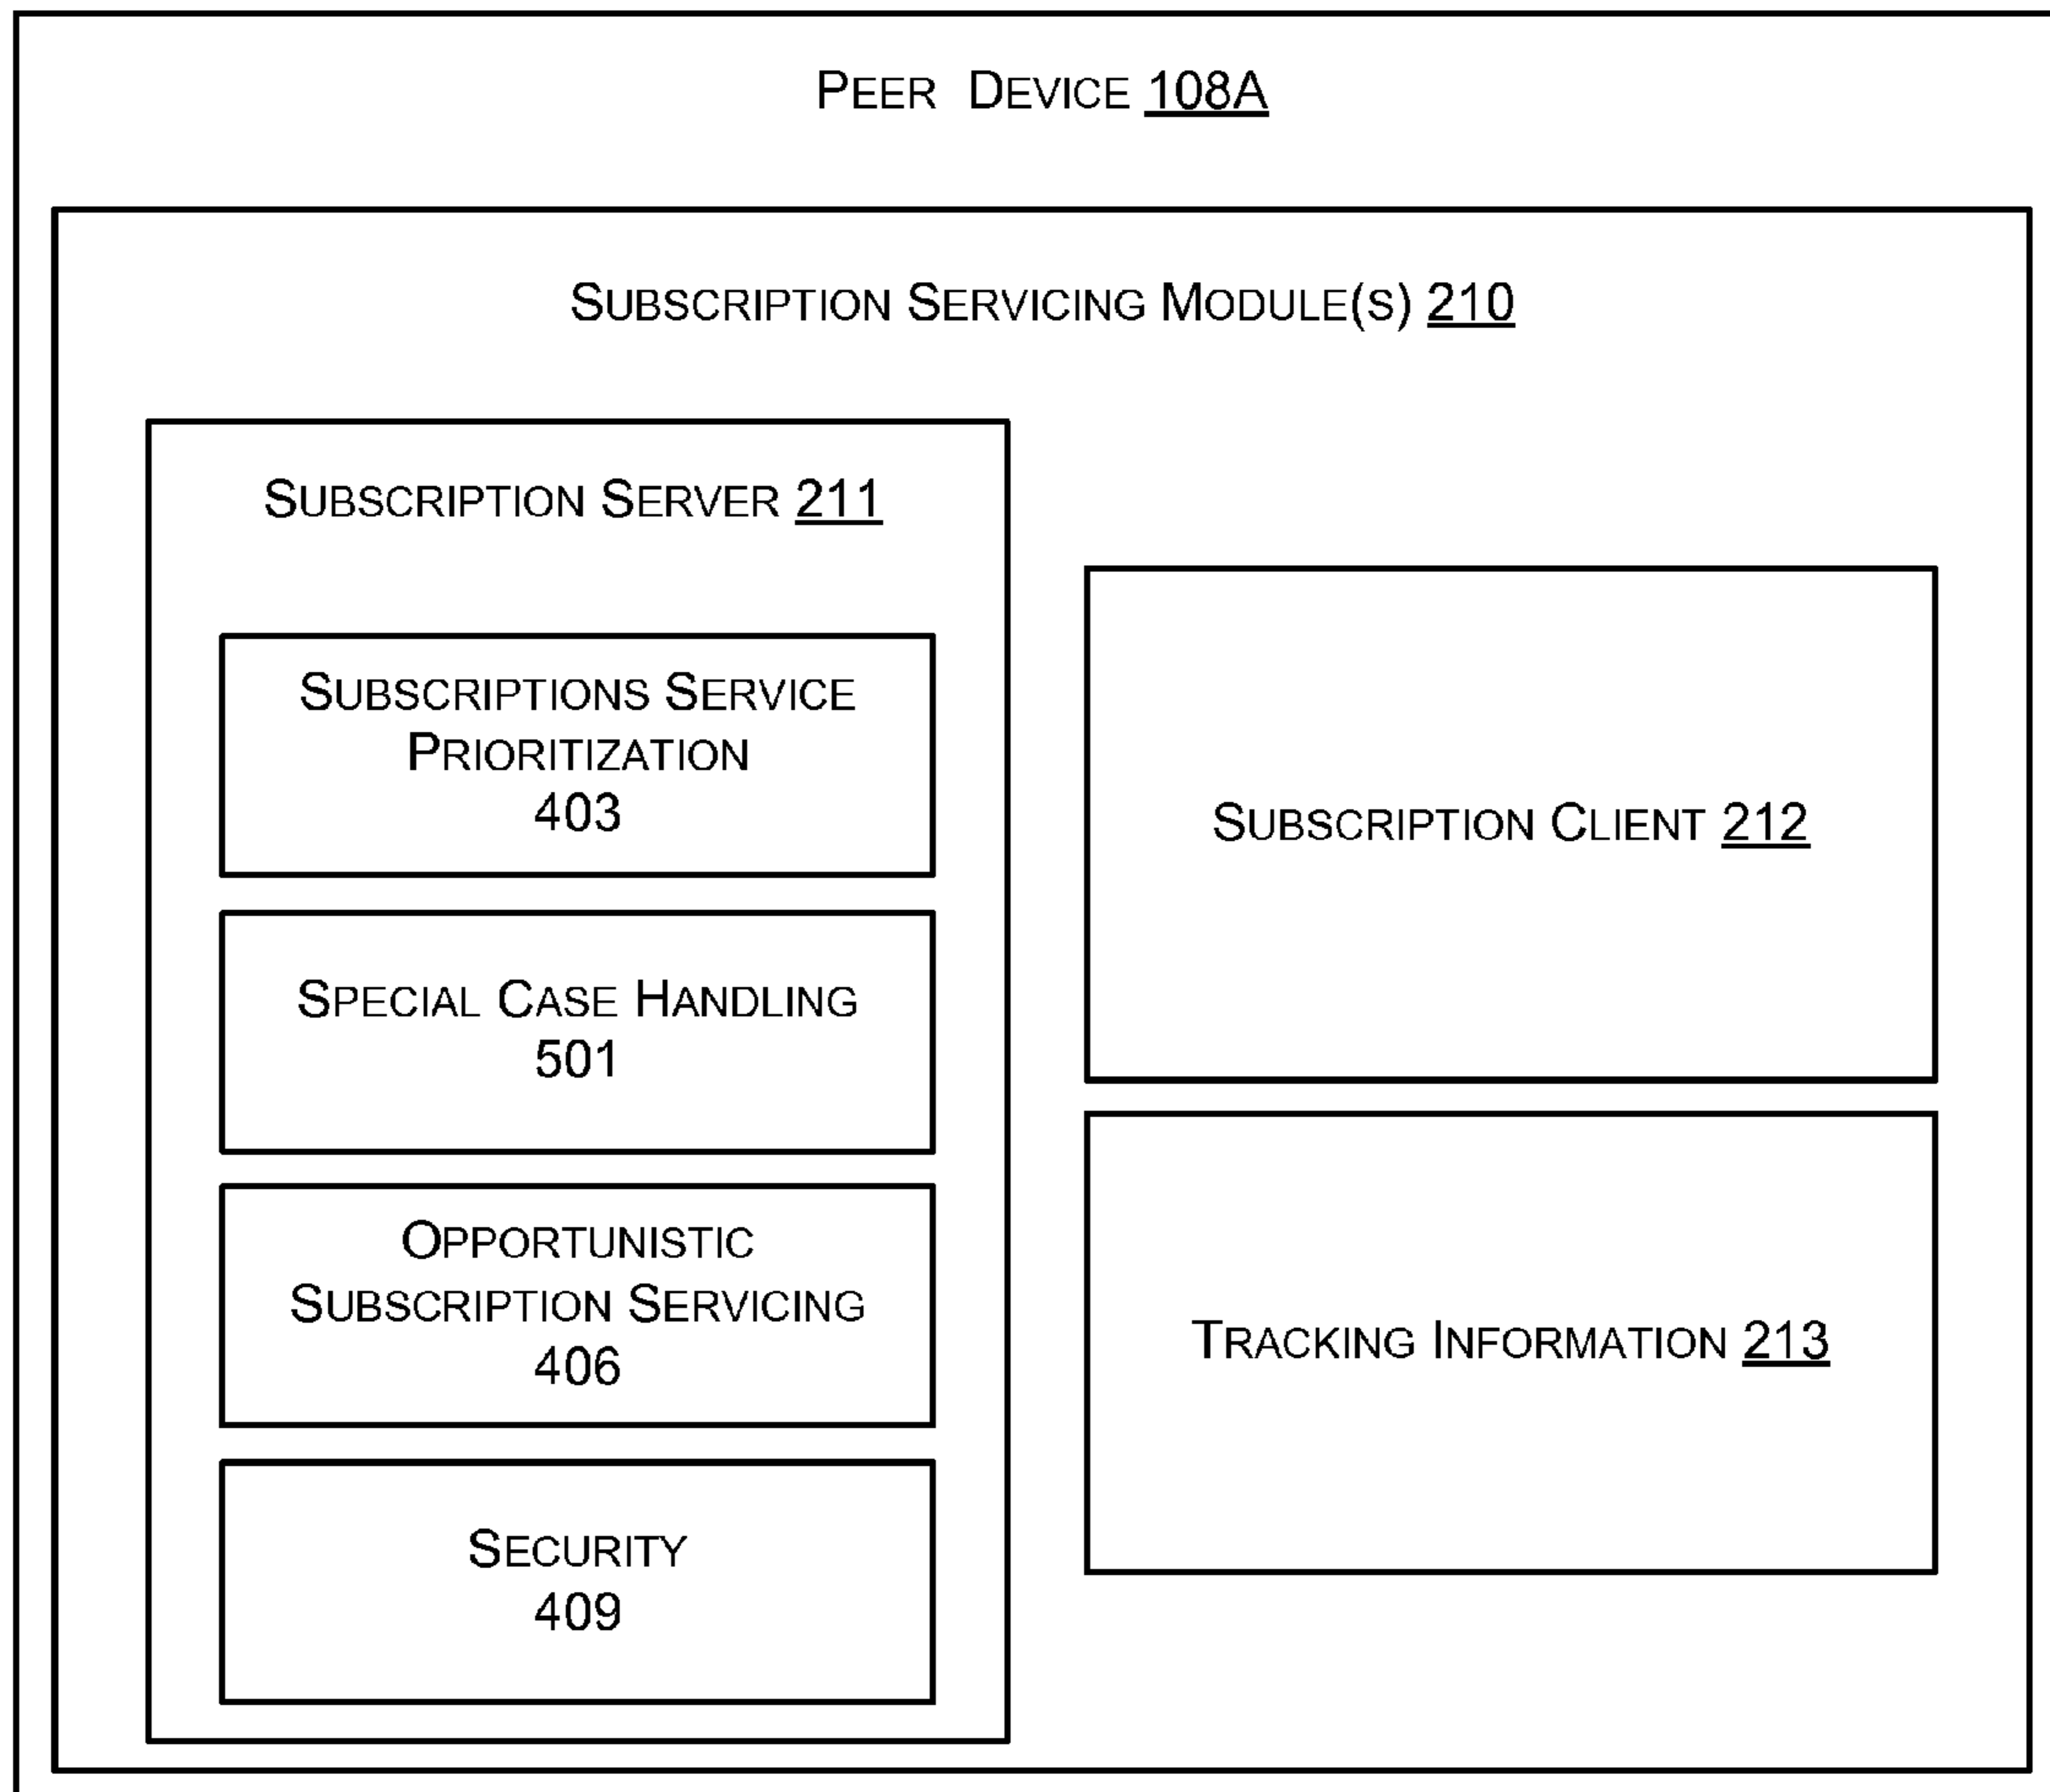 PEER DEVICE 108A
SUBSCRIPTION SERVICING MODULE(S) 210
SUBSCRIPTION SERVER 211
SUBSCRIPTIONS SERVICE
PRIORITIZATION
403
SPECIAL CASE HANDLING
501
OPPORTUNISTIC
SUBSCRIPTION SERVICING
406
SECURITY
409
SUBSCRIPTION CLIENT 212
TRACKING INFORMATION 213